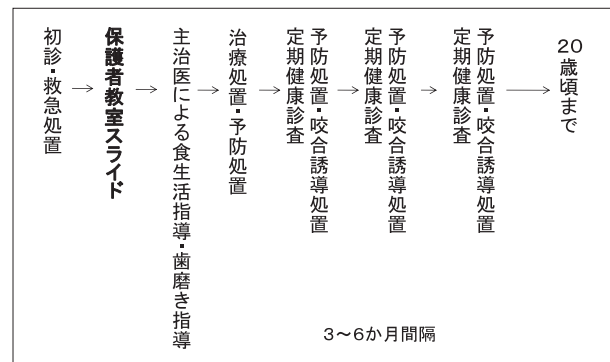 初診・救急処置
→
保護者教室スライド
→
主治医による食生活指導・歯磨き指導
→
治療処置・予防処置
→
予防処置・咬合誘導処置
定期健康診査
→
予防処置・咬合誘導処置
定期健康診査
→
予防処置・咬合誘導処置
定期健康診査
→
20歳頃まで
3〜6か月間隔